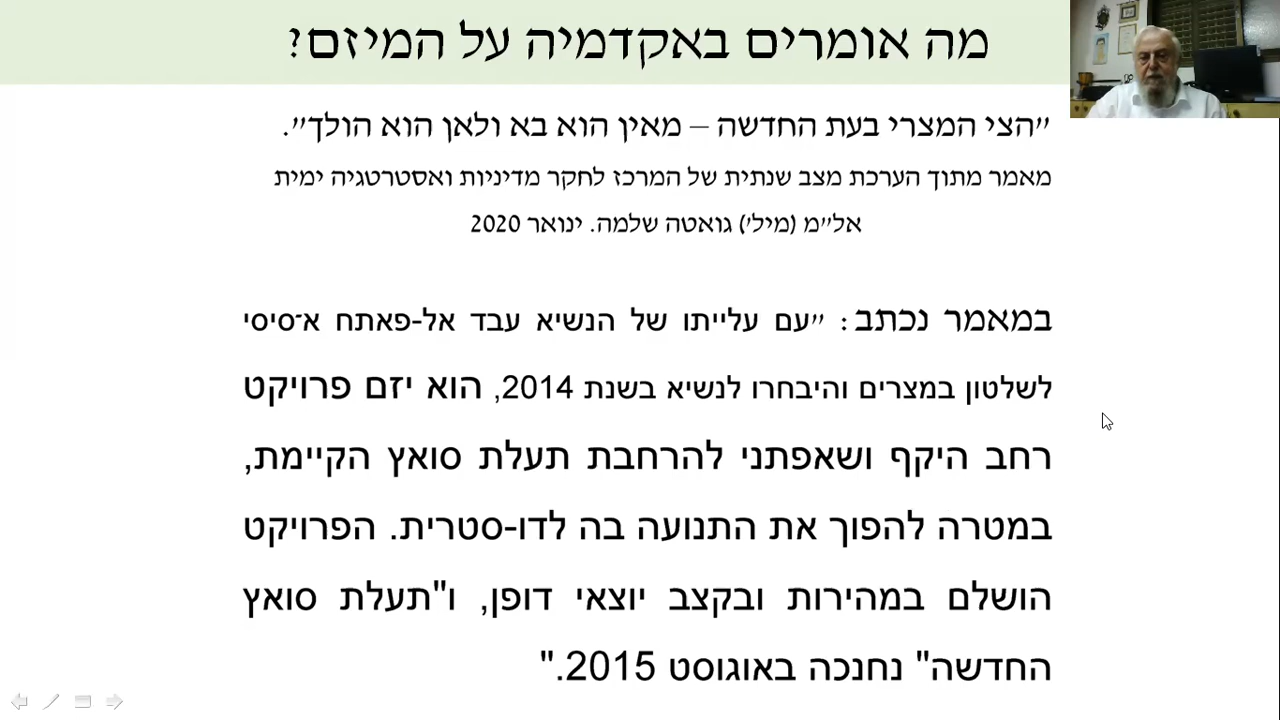 מה אומרים באקדמיה על המיזם?
"הצי המצרי בעת החדשה – מאין הוא בא ולאן הוא הולך".
מאמר מתוך הערכת מצב שנתית של המרכז לחקר מדיניות ואסטרטגיה ימית
אל"מ (מיל') גואטה שלמה. ינואר 2020
במאמר נכתב: "עם עלייתו של הנשיא עבד אל-פאתח א־סיסי
לשלטון במצרים והיבחרו לנשיא בשנת 2014, הוא יזם פרויקט
רחב היקף ושאפתני להרחבת תעלת סואץ הקיימת,
במטרה להפוך את התנועה בה לדו-סטרית. הפרויקט
הושלם במהירות ובקצב יוצאי דופן, ו"תעלת סואץ
החדשה" נחנכה באוגוסט 2015."